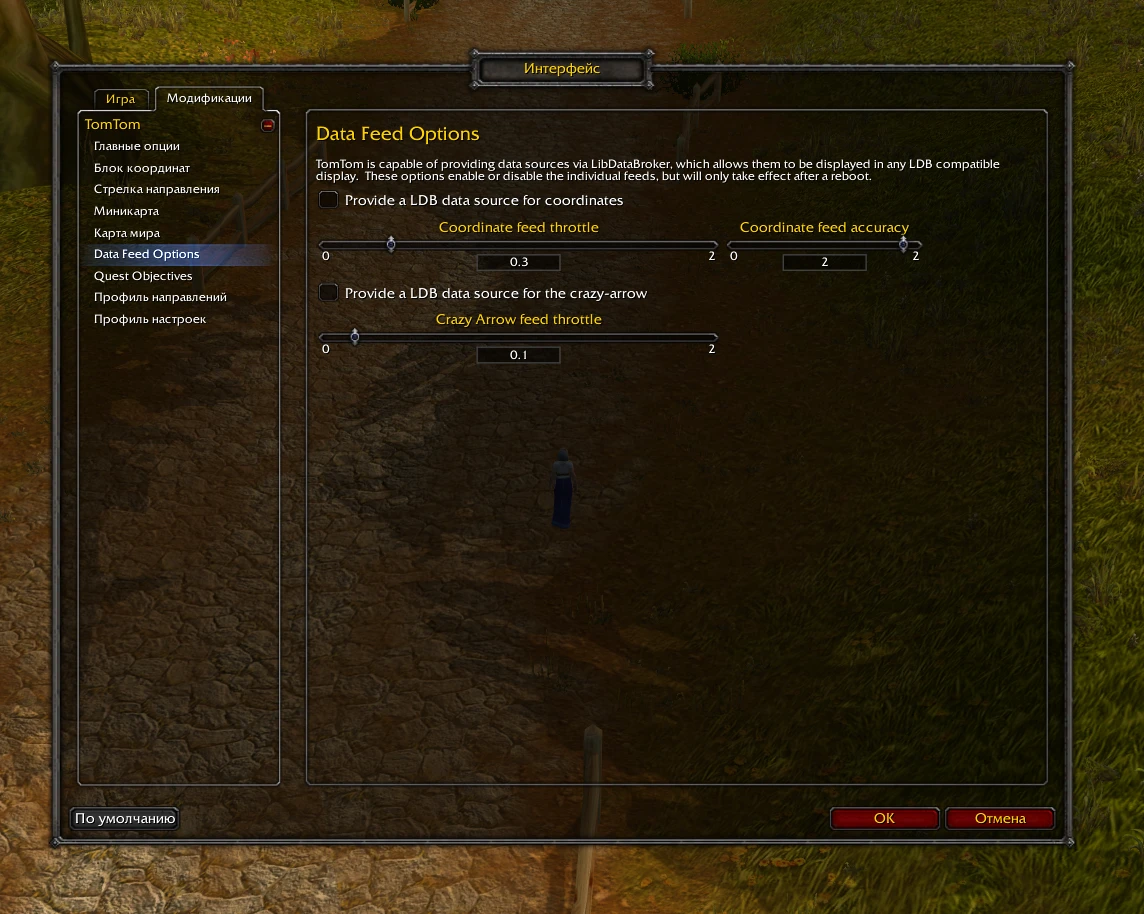 Интерфейс
Игра
Модификации
TomTom
Главные опции
Блок координат
Стрелка направления
Миникарта
Карта мира
Data Feed Options
Quest Objectives
Профиль направлений
Профиль настроек
Data Feed Options
TomTom is capable of providing data sources via LibDataBroker, which allows them to be displayed in any LDB compatible
display.  These options enable or disable the individual feeds, but will only take effect after a reboot.
Provide a LDB data source for coordinates
Coordinate feed throttle
0
2
0.3
Coordinate feed accuracy
0
2
2
Provide a LDB data source for the crazy-arrow
Crazy Arrow feed throttle
0
2
0.1
По умолчанию
ОК
Отмена